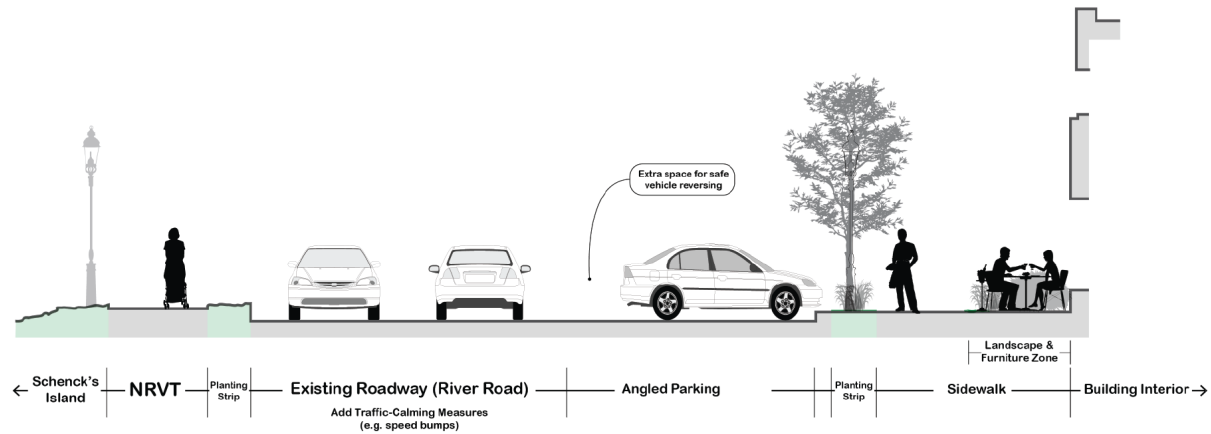 Extra space for safe
vehicle reversing
Landscape &
Furniture Zone
Schenck's
Island
NRVT
Planting
Strip
Existing Roadway (River Road)
Add Traffic-Calming Measures
(e.g. speed bumps)
Angled Parking
Planting
Strip
Sidewalk
Building Interior